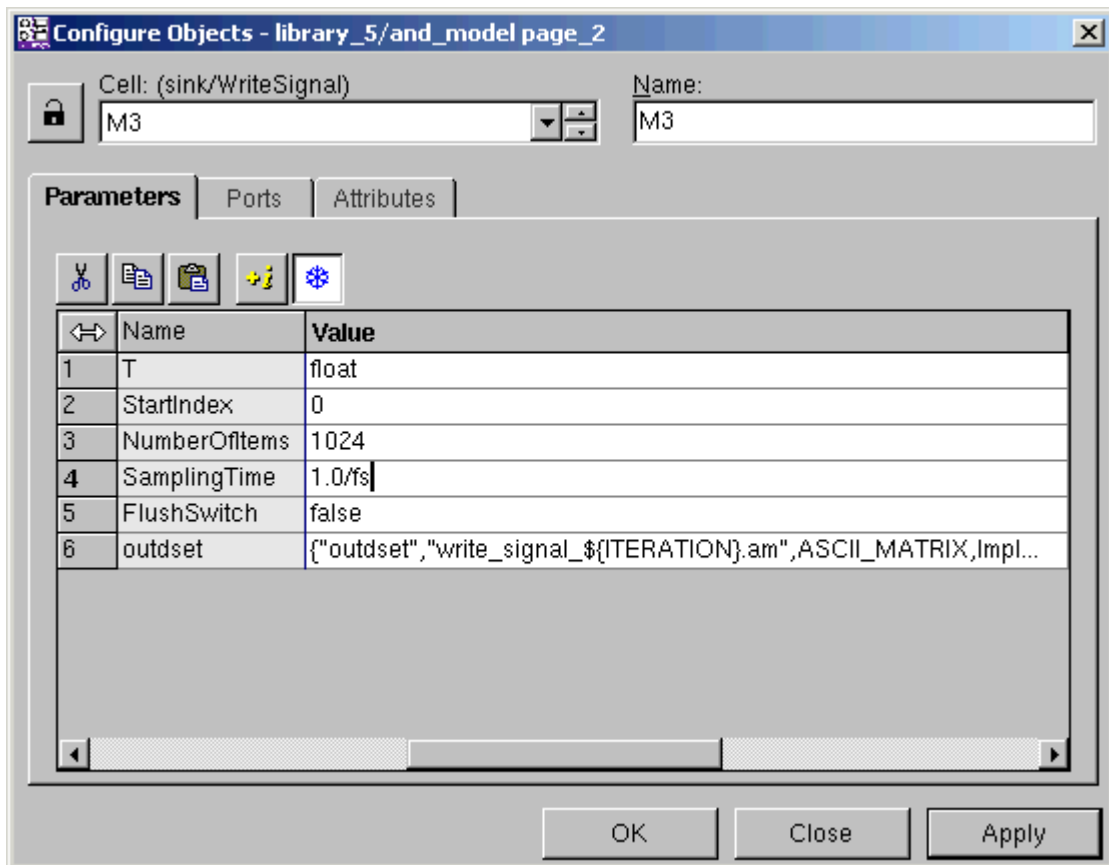 Configure Objects - library_5/and_model page_2
Cell: (sink/WriteSignal)
Name:
M3
M3
Parameters
Ports
Attributes
Name Value
1 T float
2 StartIndex 0
3 NumberOfItems 1024
4 SamplingTime 1.0/fs
5 FlushSwitch false
6 outdset {"outdset","write_signal_${ITERATION}.am",ASCII_MATRIX,Impl...
OK
Close
Apply